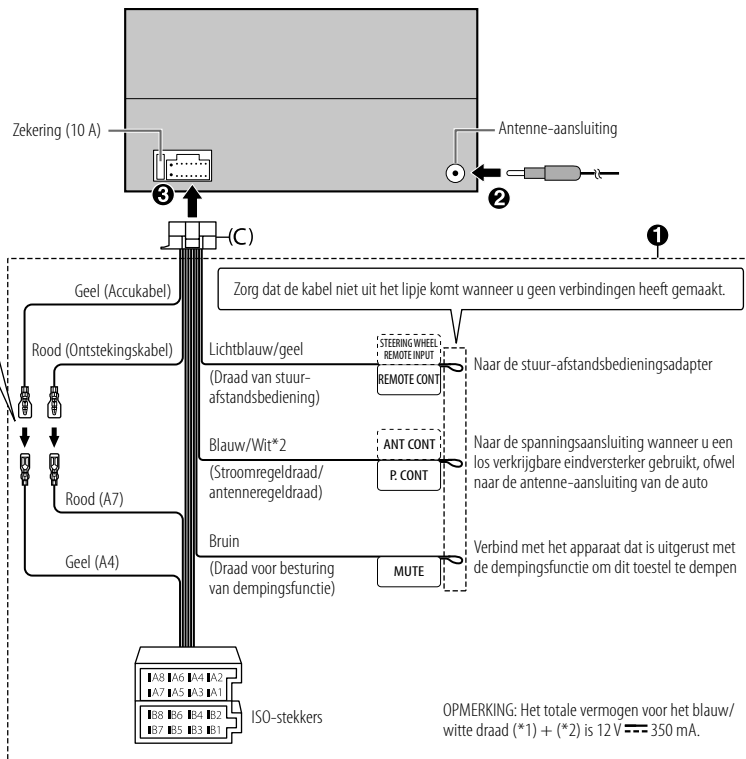 Zekering (10 A)
Antenne-aansluiting
❸
❷
(C)
❶
Geel (Accukabel)
Zorg dat de kabel niet uit het lipje komt wanneer u geen verbindingen heeft gemaakt.
Rood (Ontstekingskabel)
Lichtblauw/geel
(Draad van stuur-
afstandsbediening)
STEERING WHEEL
REMOTE INPUT
REMOTE CONT
Naar de stuur-afstandsbedieningsadapter
Blauw/Wit*2
(Stroomregeldraad/
antenneregeldraad)
ANT CONT
P. CONT
Naar de spanningsaansluiting wanneer u een
los verkrijgbare eindversterker gebruikt, ofwel
naar de antenne-aansluiting van de auto
Rood (A7)
Geel (A4)
Bruin
(Draad voor besturing
van dempingsfunctie)
MUTE
Verbind met het apparaat dat is uitgerust met
de dempingsfunctie om dit toestel te dempen
A8 A6 A4 A2
A7 A5 A3 A1
B8 B6 B4 B2
B7 B5 B3 B1
ISO-stekkers
OPMERKING: Het totale vermogen voor het blauw/
witte draad (*1) + (*2) is 12 V ⎓ 350 mA.